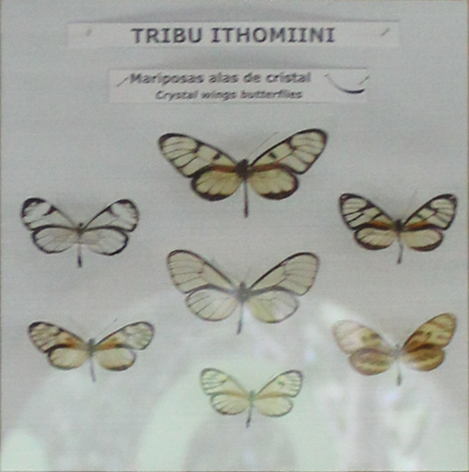 TRIBU ITHOMIINI
Mariposas alas de cristal
Crystal wings butterflies